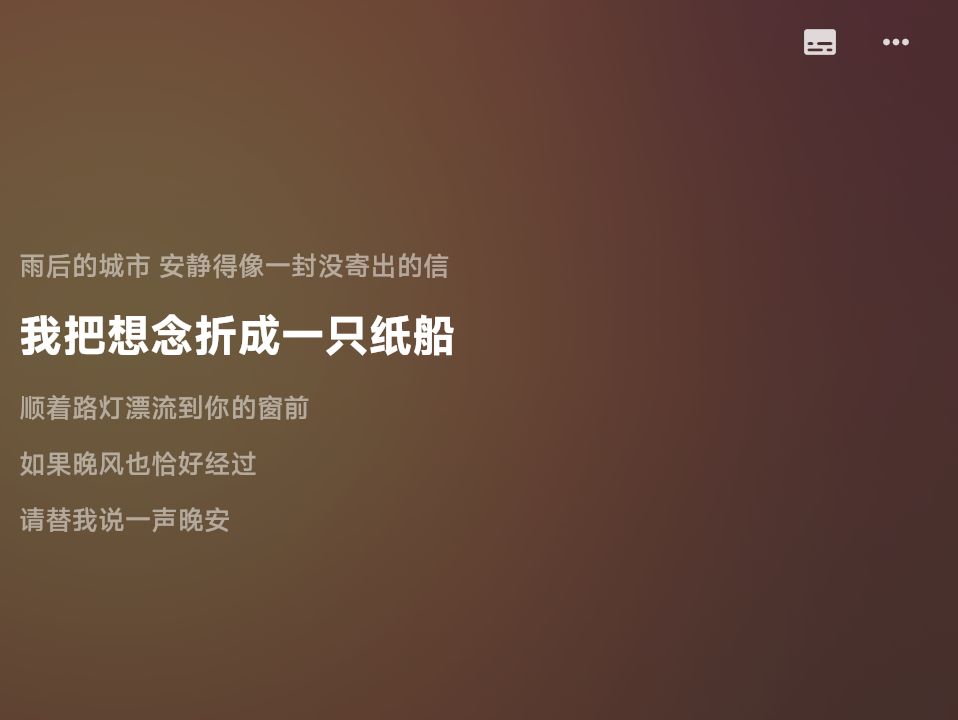 雨后的城市 安静得像一封没寄出的信
我把想念折成一只纸船
顺着路灯漂流到你的窗前
如果晚风也恰好经过
请替我说一声晚安